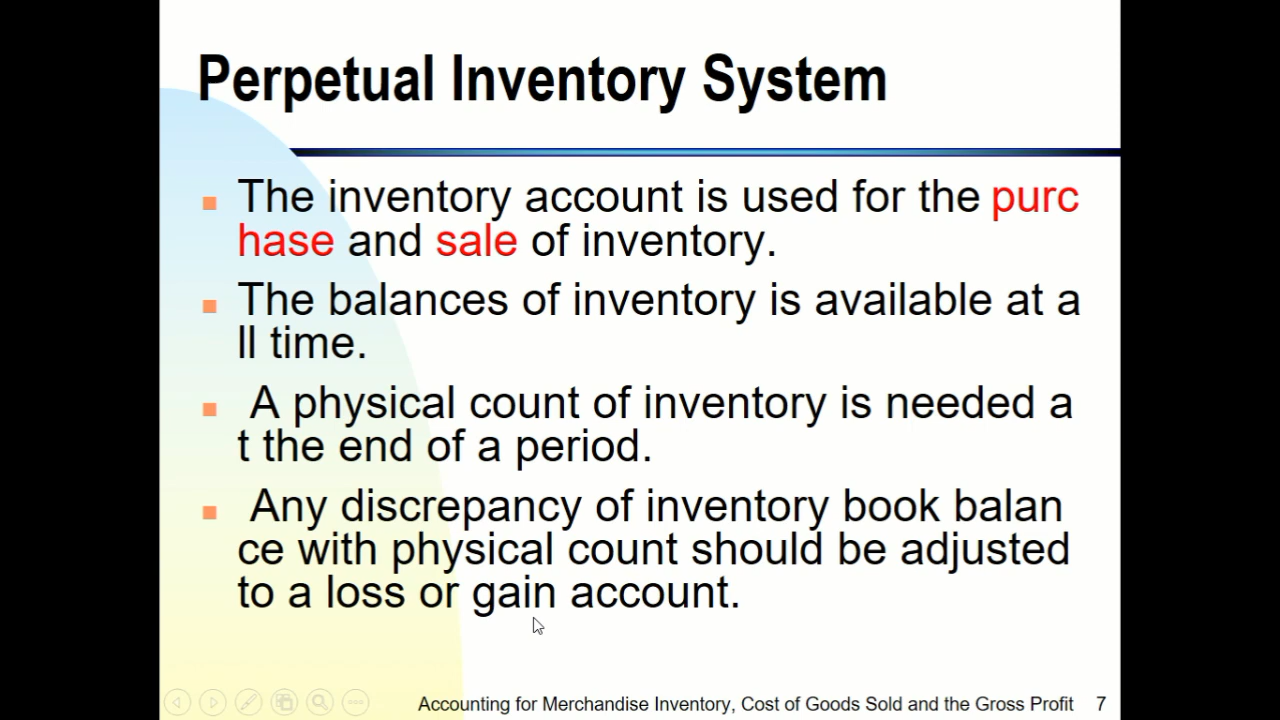 Perpetual Inventory System
The inventory account is used for the purc
hase and sale of inventory.
The balances of inventory is available at a
ll time.
A physical count of inventory is needed a
t the end of a period.
Any discrepancy of inventory book balan
ce with physical count should be adjusted
to a loss or gain account.
Accounting for Merchandise Inventory, Cost of Goods Sold and the Gross Profit 7